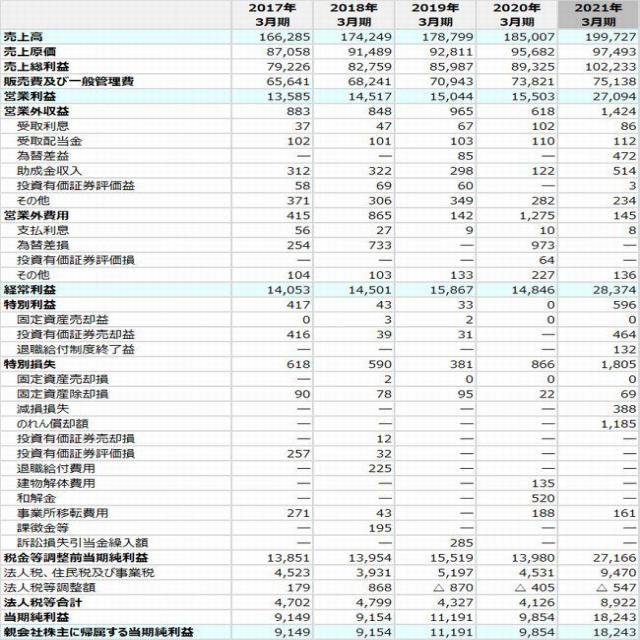 2017年 2018年 2019年 2020年 2021年
3月期 3月期 3月期 3月期 3月期
売上高 166,285 174,249 178,799 185,007 199,727
売上原価 87,058 91,489 92,811 95,682 97,493
売上総利益 79,226 82,759 85,987 89,325 102,233
販売費及び一般管理費 65,641 68,241 70,943 73,821 75,138
営業利益 13,585 14,517 15,044 15,503 27,094
営業外収益 883 848 965 618 1,424
受取利息 37 47 67 102 86
受取配当金 102 101 103 110 112
為替差益 — — 85 — 472
助成金収入 312 322 298 122 514
投資有価証券評価益 58 69 60 — 3
その他 371 306 349 282 234
営業外費用 415 865 142 1,275 145
支払利息 56 27 9 10 8
為替差損 254 733 — 973 —
投資有価証券評価損 — — — 64 —
その他 104 103 133 227 136
経常利益 14,053 14,501 15,867 14,846 28,374
特別利益 417 43 33 0 596
固定資産売却益 0 3 2 0 0
投資有価証券売却益 416 39 31 — 464
退職給付制度終了益 — — — — 132
特別損失 618 590 381 866 1,805
固定資産売却損 — 2 0 0 0
固定資産除却損 90 78 95 22 69
減損損失 — — — — 388
のれん償却額 — — — — 1,185
投資有価証券売却損 — 12 — — —
投資有価証券評価損 257 32 — — —
退職給付費用 — 225 — — —
建物解体費用 — — — 135 —
和解金 — — — 520 —
事業所移転費用 271 43 — 188 161
課徴金等 — 195 — — —
訴訟損失引当金繰入額 — — 285 — —
税金等調整前当期純利益 13,851 13,954 15,519 13,980 27,166
法人税、住民税及び事業税 4,523 3,931 5,197 4,531 9,470
法人税等調整額 179 868 △ 870 △ 405 △ 547
法人税等合計 4,702 4,799 4,327 4,126 8,922
当期純利益 9,149 9,154 11,191 9,854 18,243
親会社株主に帰属する当期純利益 9,149 9,154 11,191 9,854 18,243